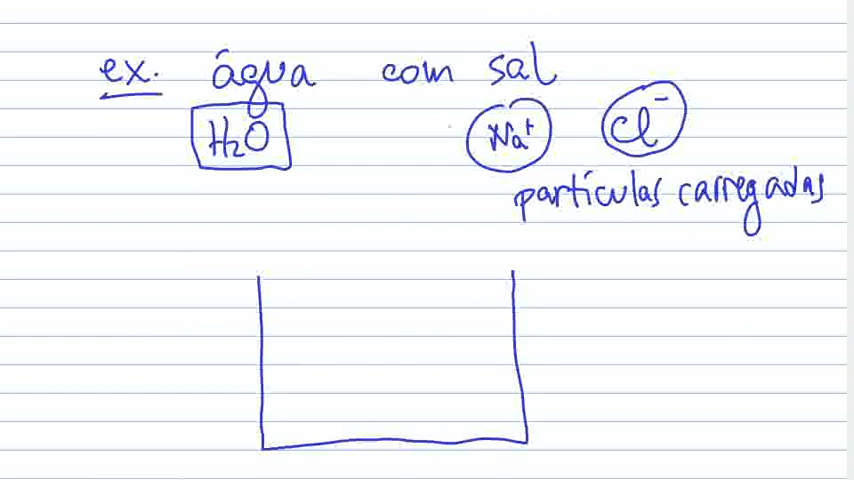 ex. água com sal
H₂O Na⁺ Cl⁻
partículas carregadas